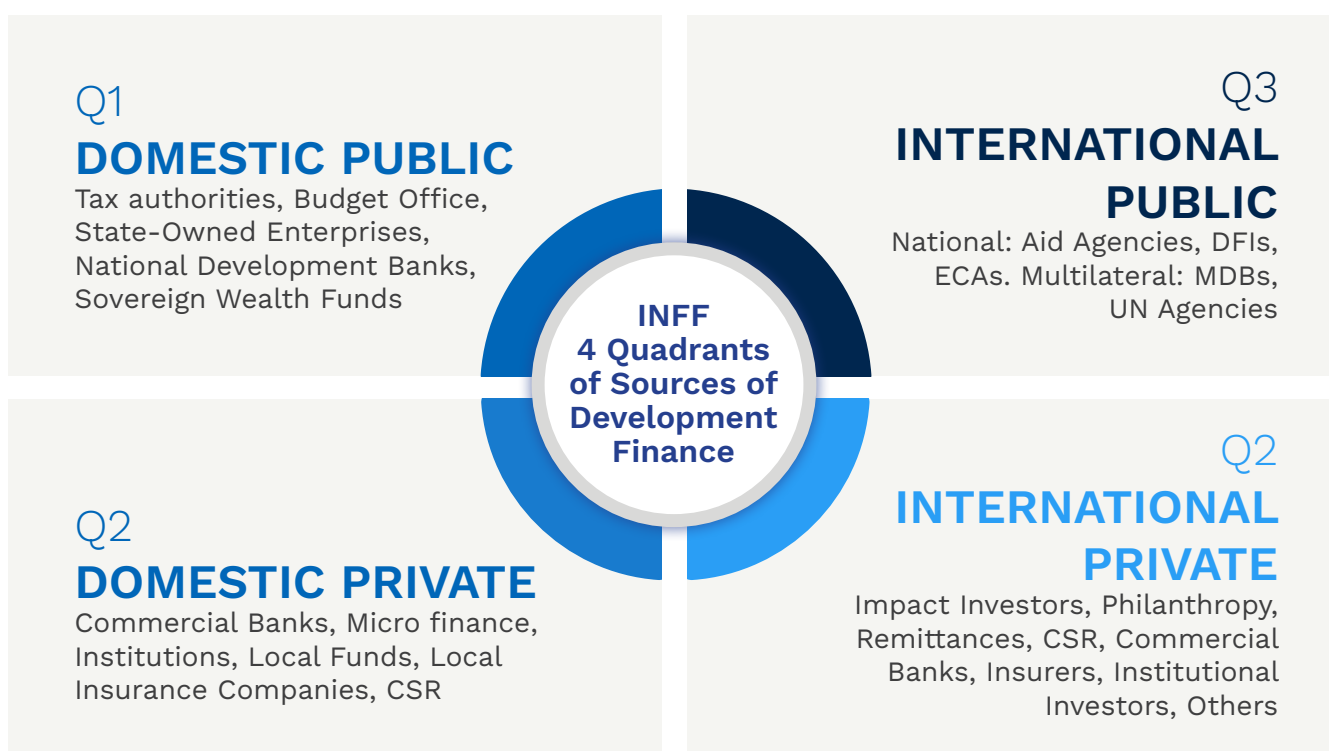 Q1
DOMESTIC PUBLIC
Tax authorities, Budget Office,
State-Owned Enterprises,
National Development Banks,
Sovereign Wealth Funds
Q3
INTERNATIONAL
PUBLIC
National: Aid Agencies, DFIs,
ECAs. Multilateral: MDBs,
UN Agencies
INFF
4 Quadrants
of Sources of
Development
Finance
Q2
DOMESTIC PRIVATE
Commercial Banks, Micro finance,
Institutions, Local Funds, Local
Insurance Companies, CSR
Q2
INTERNATIONAL
PRIVATE
Impact Investors, Philanthropy,
Remittances, CSR, Commercial
Banks, Insurers, Institutional
Investors, Others